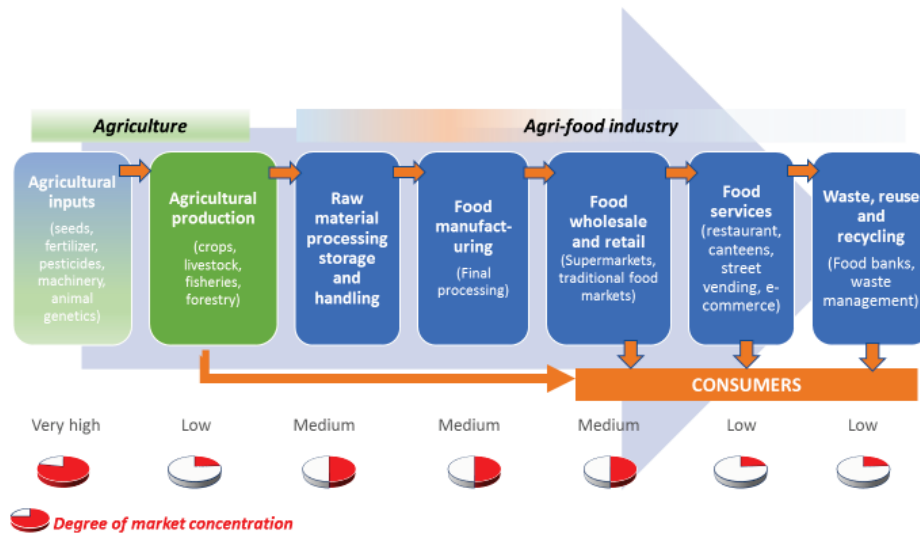 Agriculture
Agri-food industry
Agricultural
inputs
(seeds,
fertilizer,
pesticides,
machinery,
animal
genetics)
Agricultural
production
(crops,
livestock,
fisheries,
forestry)
Raw
material
processing
storage
and
handling
Food
manufact-
uring
(Final
processing)
Food
wholesale
and retail
(Supermarkets,
traditional food
markets)
Food
services
(restaurant,
canteens,
street
vending, e-
commerce)
Waste, reuse
and
recycling
(Food banks,
waste
management)
CONSUMERS
Very high
Low
Medium
Medium
Medium
Low
Low
Degree of market concentration